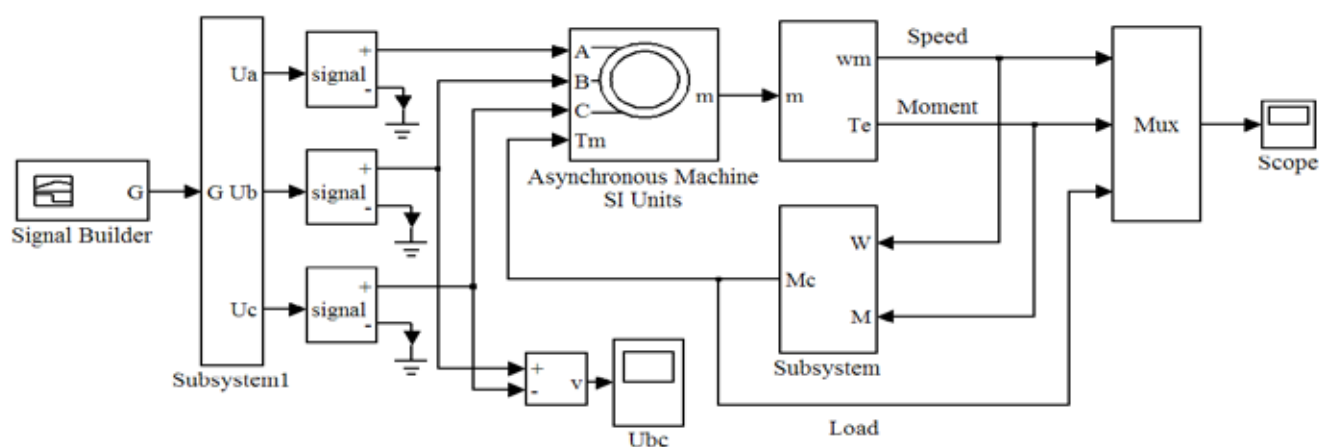 G
Signal Builder
G
Ua
Ub
Uc
Subsystem1
signal
+
-
signal
+
-
signal
+
-
A
B
C
Tm
m
Asynchronous Machine
SI Units
m
wm
Te
Speed
Moment
Mux
Scope
W
Mc
M
Subsystem
+
-
v
Ubc
Load